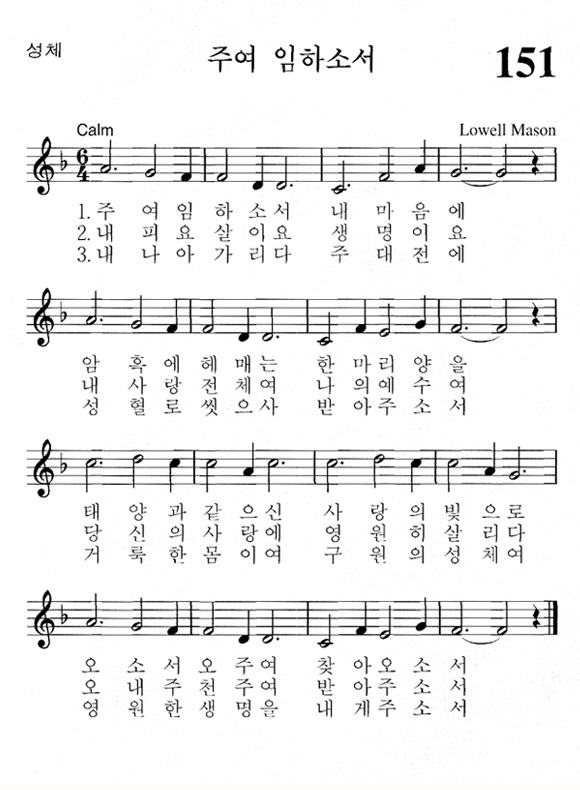 성체
주여 임하소서
151
Calm
Lowell Mason
6
4
1. 주 여 임 하 소 서 내 마 음 에
2. 내 피 요 살 이 요 생 명 이 요
3. 내 나 아 가 리 다 주 대 전 에
암 흑 에 헤 매 는 한 마 리 양 을
내 사 랑 전 체 여 나 의 예 수 여
성 혈 로 씻 으 사 받 아 주 소 서
태 양 과 같 으 신 사 랑 의 빛 으 로
당 신 의 사 랑 에 영 원 히 살 리 다
거 룩 한 몸 이 여 구 원 의 성 체 여
오 소 서 오 주 여 찾 아 오 소 서
오 내 주 천 주 여 받 아 주 소 서
영 원 한 생 명 을 내 게 주 소 서